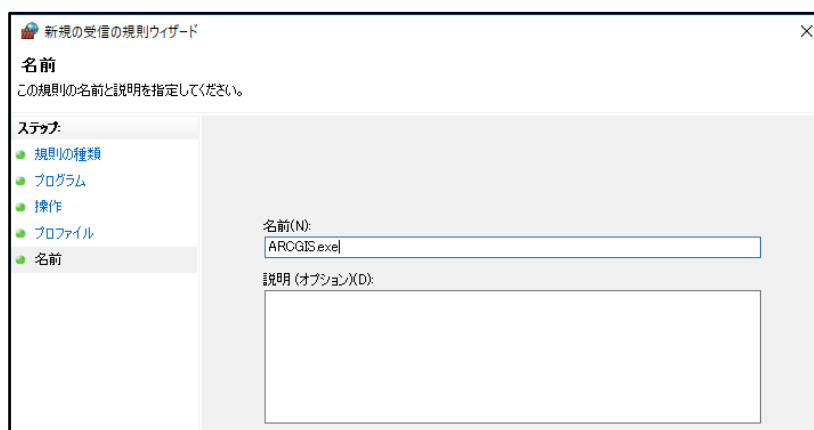 新規の受信の規則ウィザード
名前
この規則の名前と説明を指定してください。
ステップ:
規則の種類
プログラム
操作
プロファイル
名前
名前(N):
ARCGIS.exe
説明 (オプション)(D):